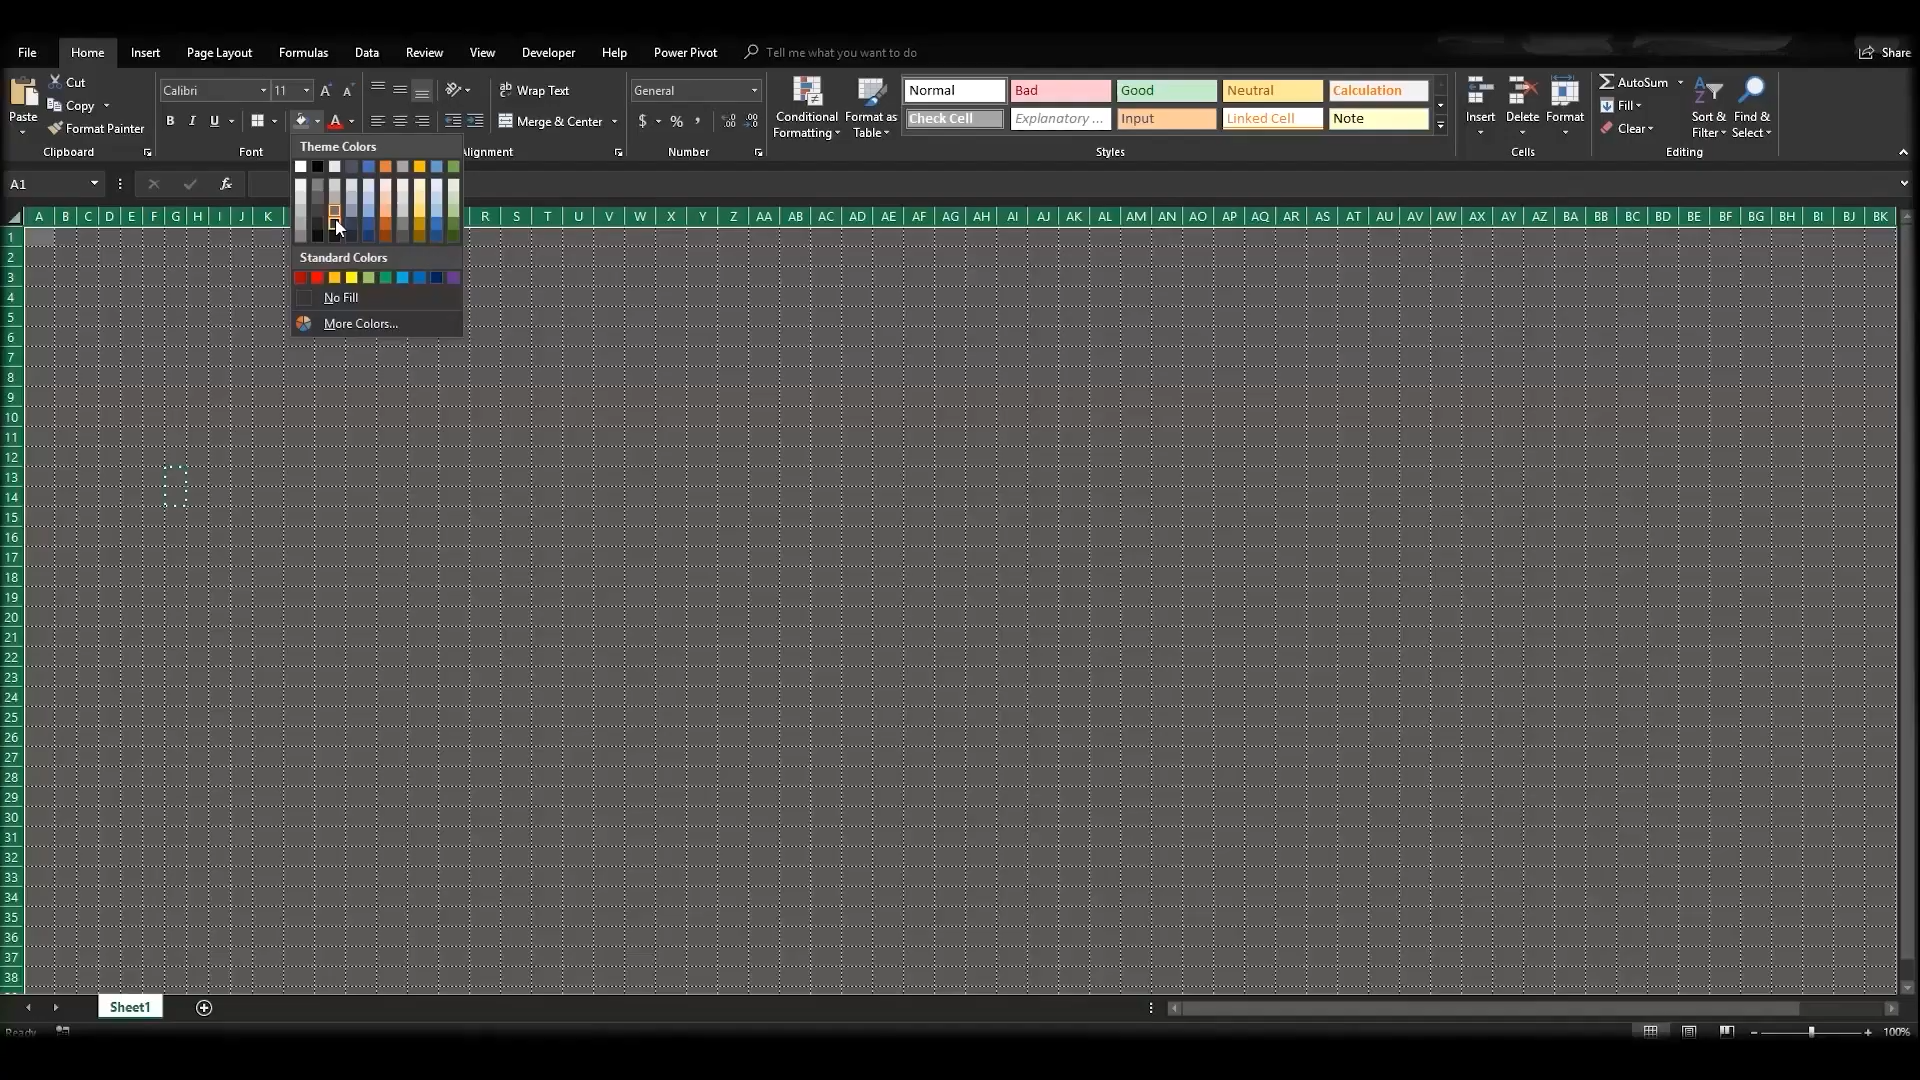 File Home Insert Page Layout Formulas Data Review View Developer Help Power Pivot Tell me what you want to do Share
Paste
Cut
Copy
Format Painter
Clipboard
Calibri 11 A A
B I U A
Font
ab Wrap Text
Merge & Center
lignment
General
$ % ,
Number
Conditional Formatting
Format as Table
Normal Bad Good Neutral Calculation
Check Cell Explanatory ... Input Linked Cell Note
Styles
Insert Delete Format
Cells
AutoSum
Fill
Clear
Sort & Filter
Find & Select
Editing
Theme Colors
Standard Colors
No Fill
More Colors...
A1 fx
A B C D E F G H I J K R S T U V W X Y Z AA AB AC AD AE AF AG AH AI AJ AK AL AM AN AO AP AQ AR AS AT AU AV AW AX AY AZ BA BB BC BD BE BF BG BH BI BJ BK
1
2
3
4
5
6
7
8
9
10
11
12
13
14
15
16
17
18
19
20
21
22
23
24
25
26
27
28
29
30
31
32
33
34
35
36
37
38
Sheet1
Ready 100%